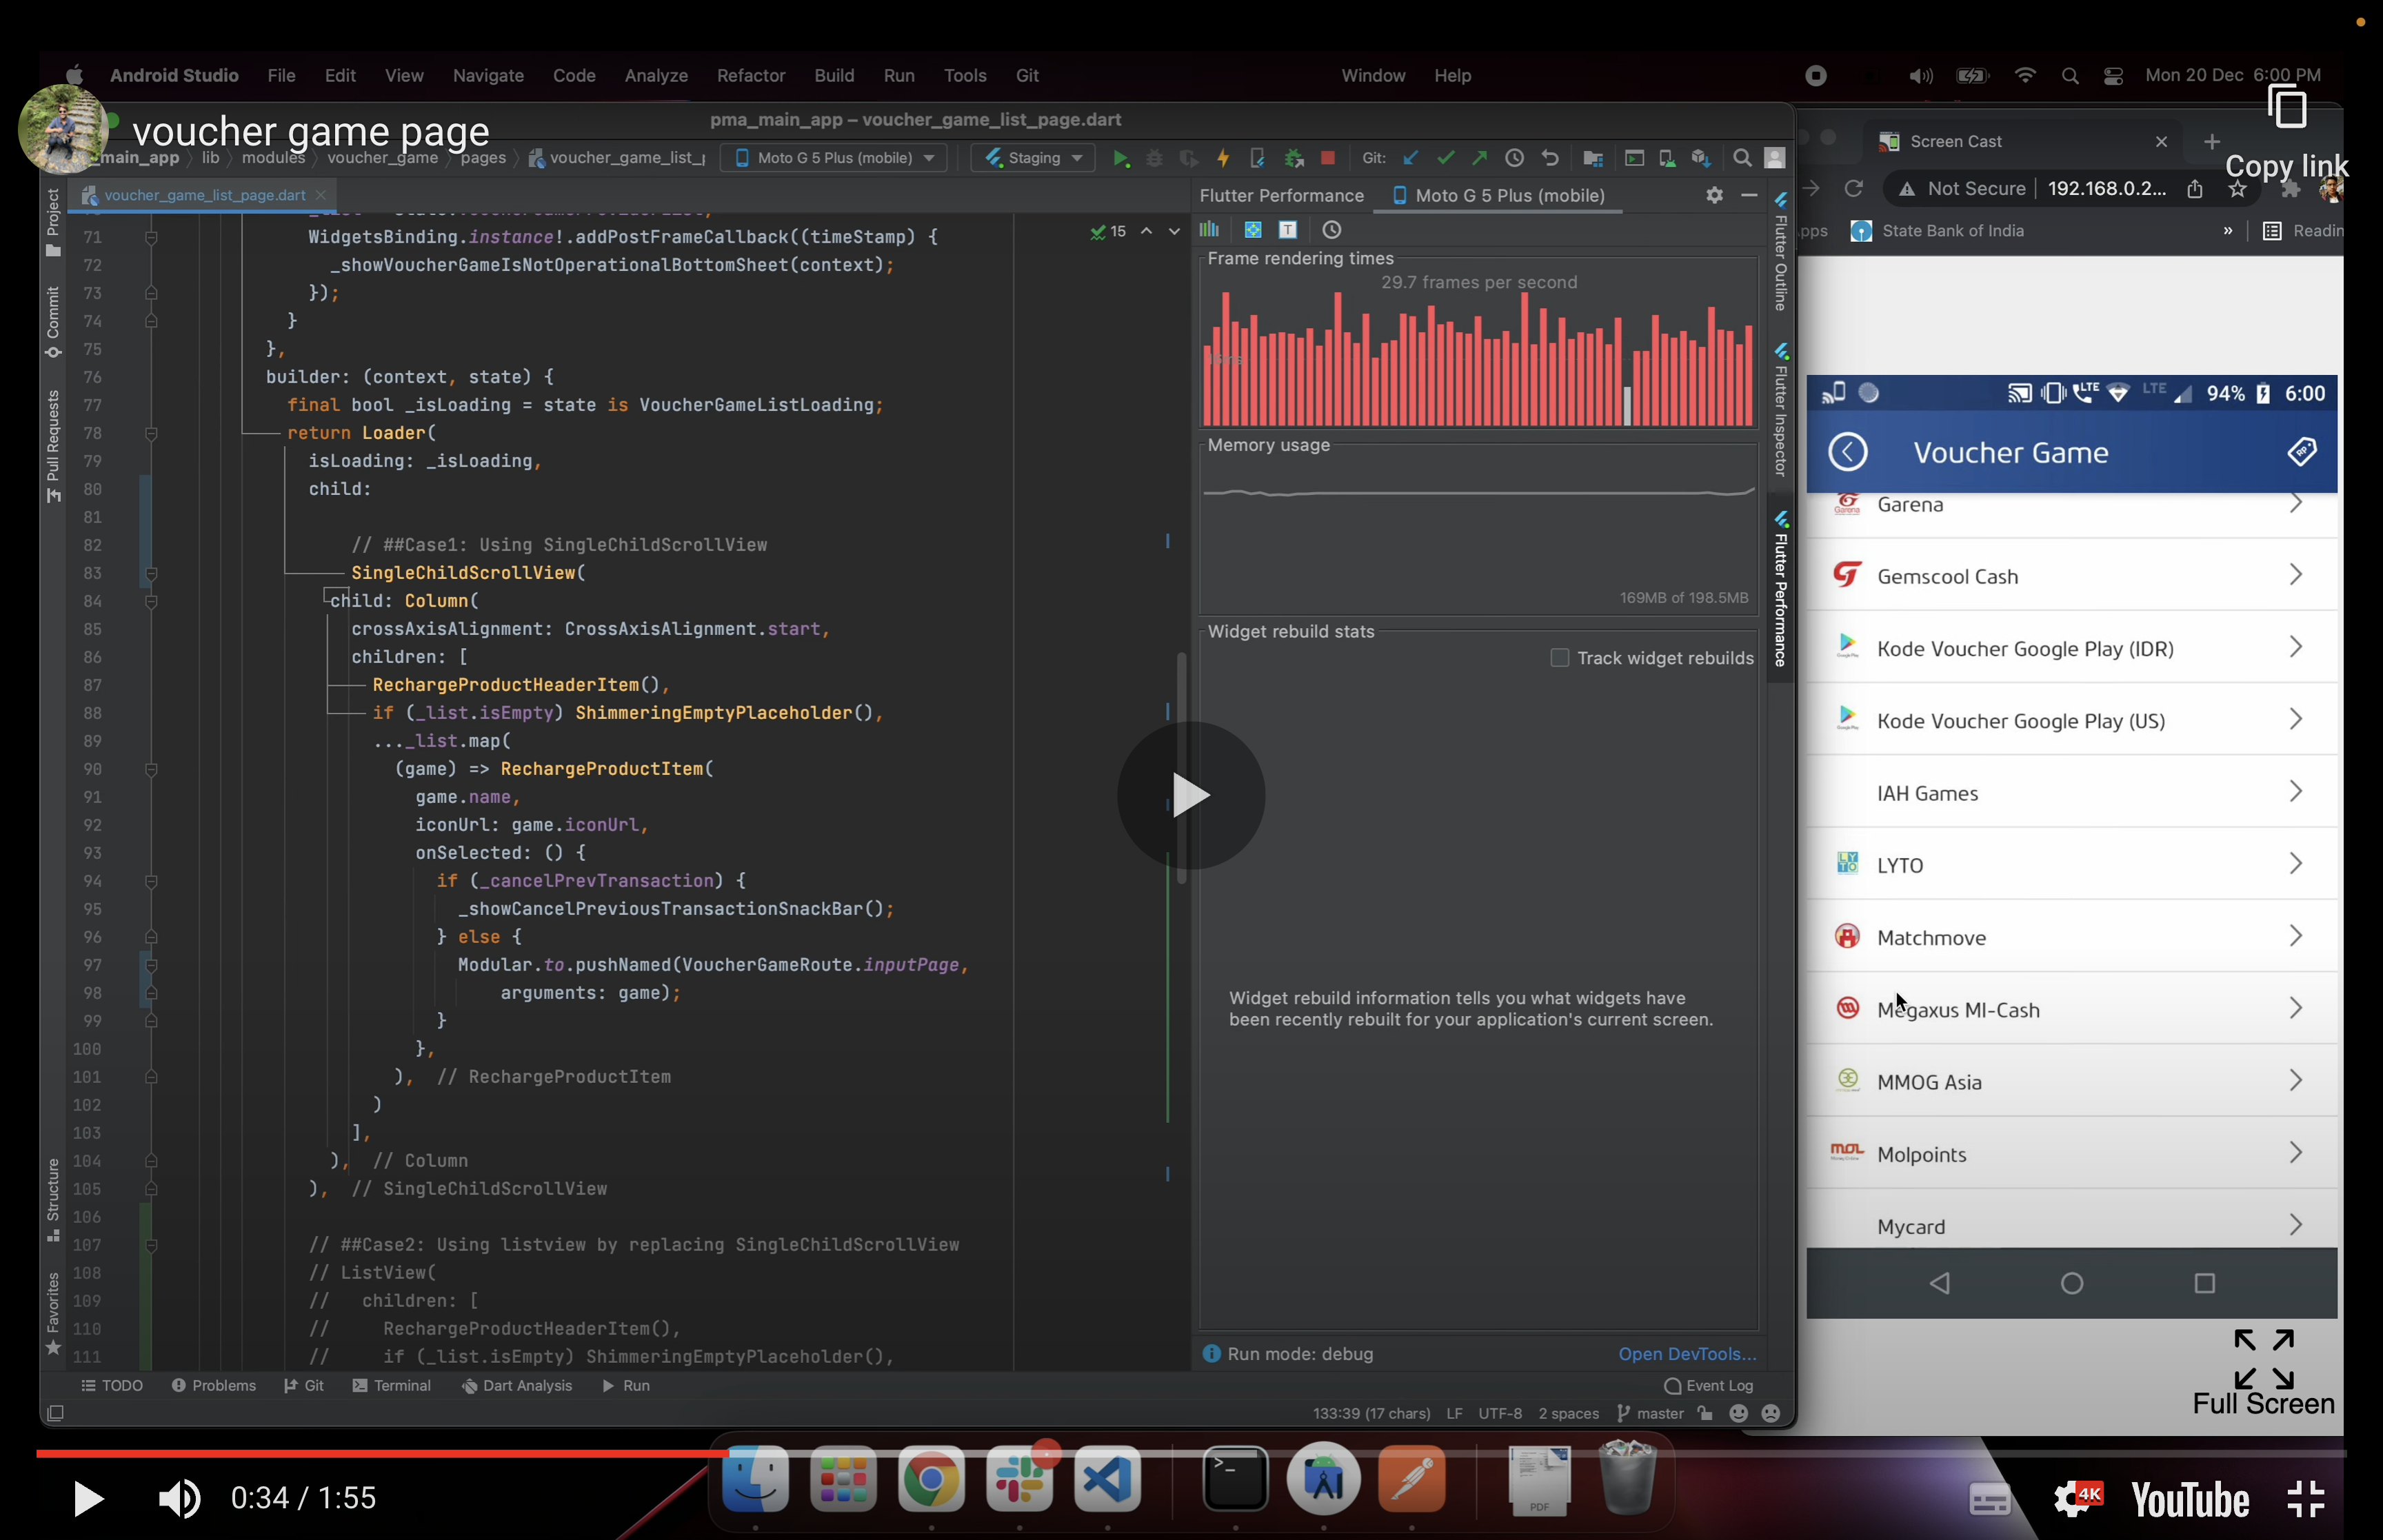 Android Studio File Edit View Navigate Code Analyze Refactor Build Run Tools Git Window Help Mon 20 Dec 6:00 PM
voucher game page
pma_main_app – voucher_game_list_page.dart
Copy link
main_app lib modules voucher_game pages voucher_game_list_p Moto G 5 Plus (mobile) Staging Git:
voucher_game_list_page.dart
Flutter Performance Moto G 5 Plus (mobile)
Screen Cast
Not Secure 192.168.0.2...
State Bank of India » Readin
Project
Commit
Pull Requests
Structure
Favorites
15
71 WidgetsBinding.instance!.addPostFrameCallback((timeStamp) {
72 _showVoucherGameIsNotOperationalBottomSheet(context);
73 });
74 }
75 },
76 builder: (context, state) {
77 final bool _isLoading = state is VoucherGameListLoading;
78 return Loader(
79 isLoading: _isLoading,
80 child:
81
82 // ##Case1: Using SingleChildScrollView
83 SingleChildScrollView(
84 child: Column(
85 crossAxisAlignment: CrossAxisAlignment.start,
86 children: [
87 RechargeProductHeaderItem(),
88 if (_list.isEmpty) ShimmeringEmptyPlaceholder(),
89 ..._list.map(
90 (game) => RechargeProductItem(
91 game.name,
92 iconUrl: game.iconUrl,
93 onSelected: () {
94 if (_cancelPrevTransaction) {
95 _showCancelPreviousTransactionSnackBar();
96 } else {
97 Modular.to.pushNamed(VoucherGameRoute.inputPage,
98 arguments: game);
99 }
100 },
101 ), // RechargeProductItem
102 )
103 ],
104 ), // Column
105 ), // SingleChildScrollView
106
107 // ##Case2: Using listview by replacing SingleChildScrollView
108 // ListView(
109 // children: [
110 // RechargeProductHeaderItem(),
111 // if (_list.isEmpty) ShimmeringEmptyPlaceholder(),
Frame rendering times
29.7 frames per second
Memory usage
169MB of 198.5MB
Widget rebuild stats
Track widget rebuilds
Widget rebuild information tells you what widgets have
been recently rebuilt for your application's current screen.
Run mode: debug Open DevTools...
Flutter Outline
Flutter Inspector
Flutter Performance
LTE LTE 94% 6:00
Voucher Game
Garena
Gemscool Cash
Kode Voucher Google Play (IDR)
Kode Voucher Google Play (US)
IAH Games
LYTO
Matchmove
Megaxus MI-Cash
MMOG Asia
Molpoints
Mycard
Full Screen
TODO Problems Git Terminal Dart Analysis Run Event Log
133:39 (17 chars) LF UTF-8 2 spaces master
PDF
0:34 / 1:55
4K
YouTube